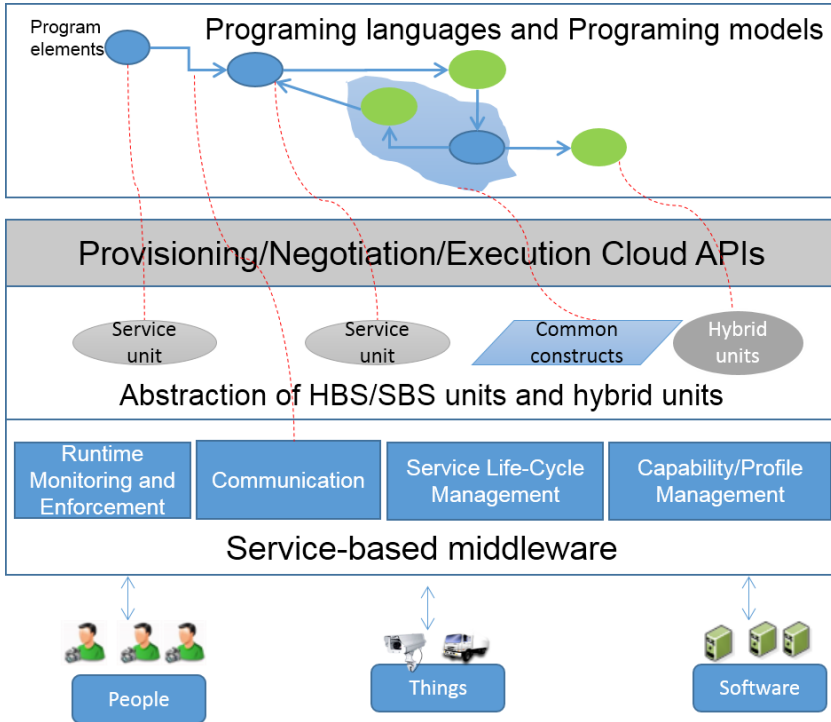 Program
elements
Programing languages and Programing models
Provisioning/Negotiation/Execution Cloud APIs
Service
unit
Service
unit
Common
constructs
Hybrid
units
Abstraction of HBS/SBS units and hybrid units
Runtime
Monitoring and
Enforcement
Communication
Service Life-Cycle
Management
Capability/Profile
Management
Service-based middleware
People
Things
Software